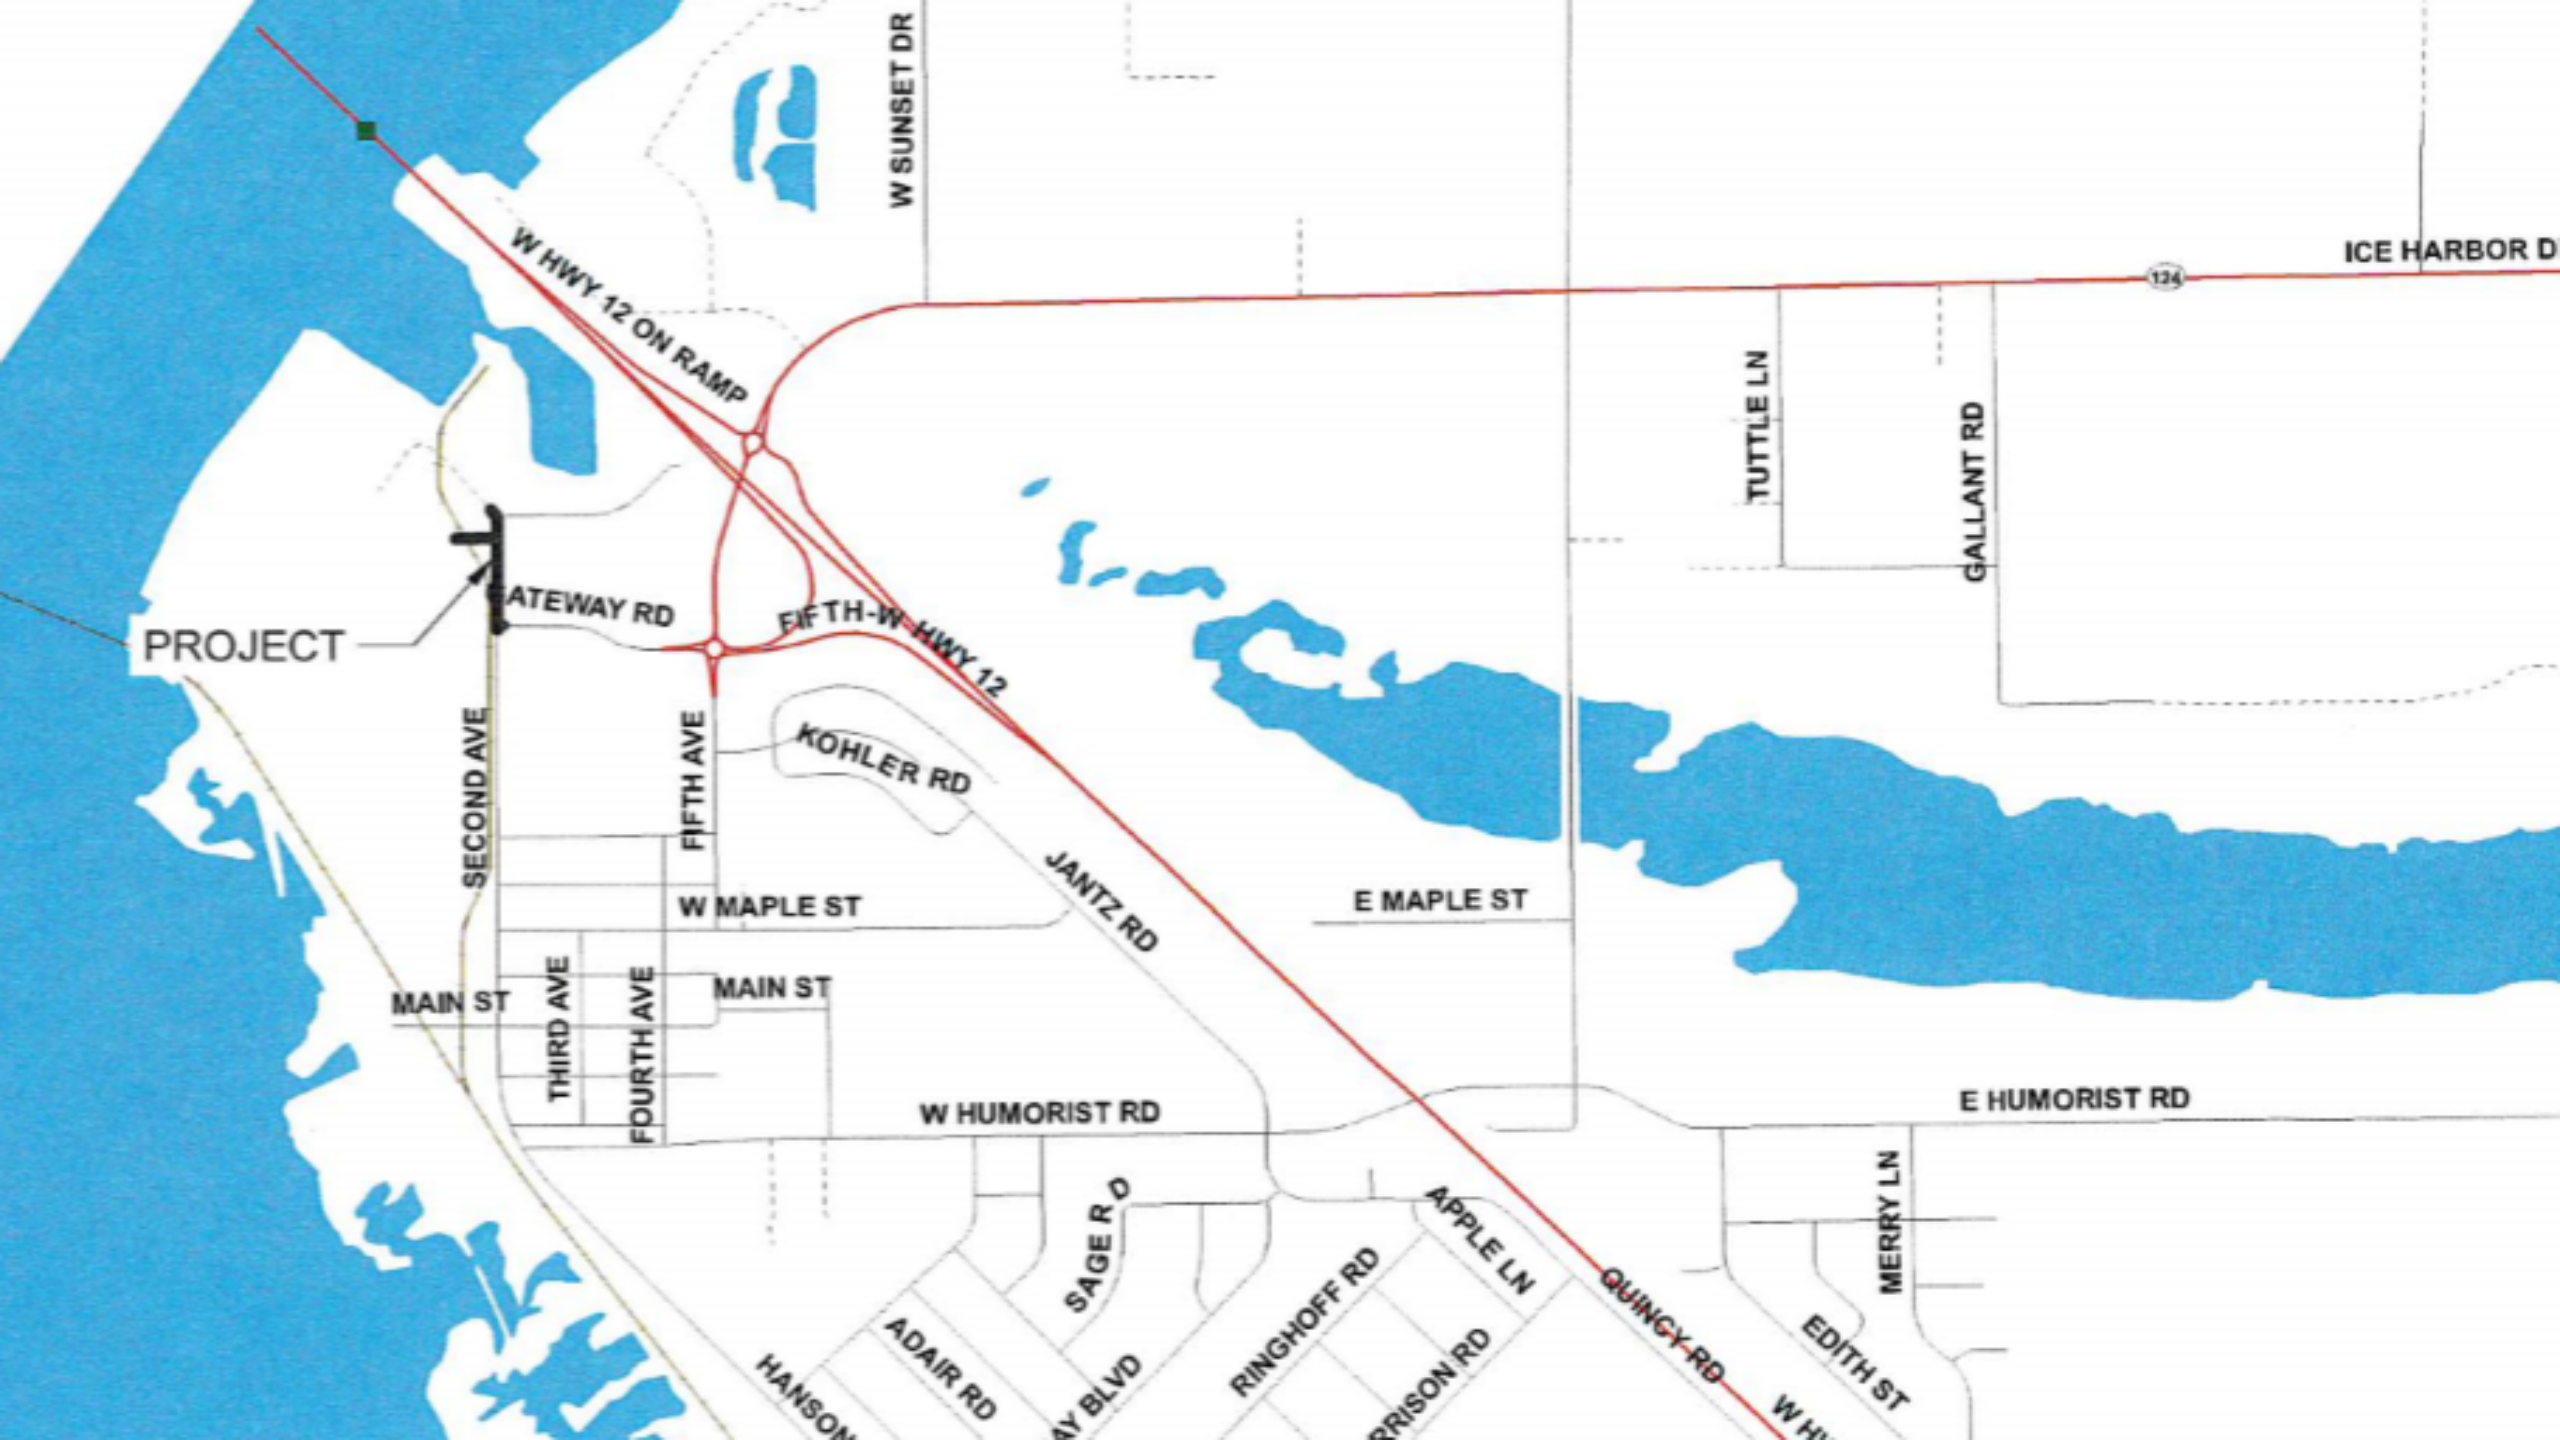 W SUNSET DR
ICE HARBOR D
124
W HWY 12 ON RAMP
TUTTLE LN
GALLANT RD
ATEWAY RD
FIFTH-W HWY 12
PROJECT
SECOND AVE
FIFTH AVE
KOHLER RD
JANTZ RD
W MAPLE ST
E MAPLE ST
MAIN ST
MAIN ST
THIRD AVE
FOURTH AVE
W HUMORIST RD
E HUMORIST RD
SAGE RD
APPLE LN
MERRY LN
RINGHOFF RD
QUINCY RD
EDITH ST
ADAIR RD
HANSON
AY BLVD
RRISON RD
W HW